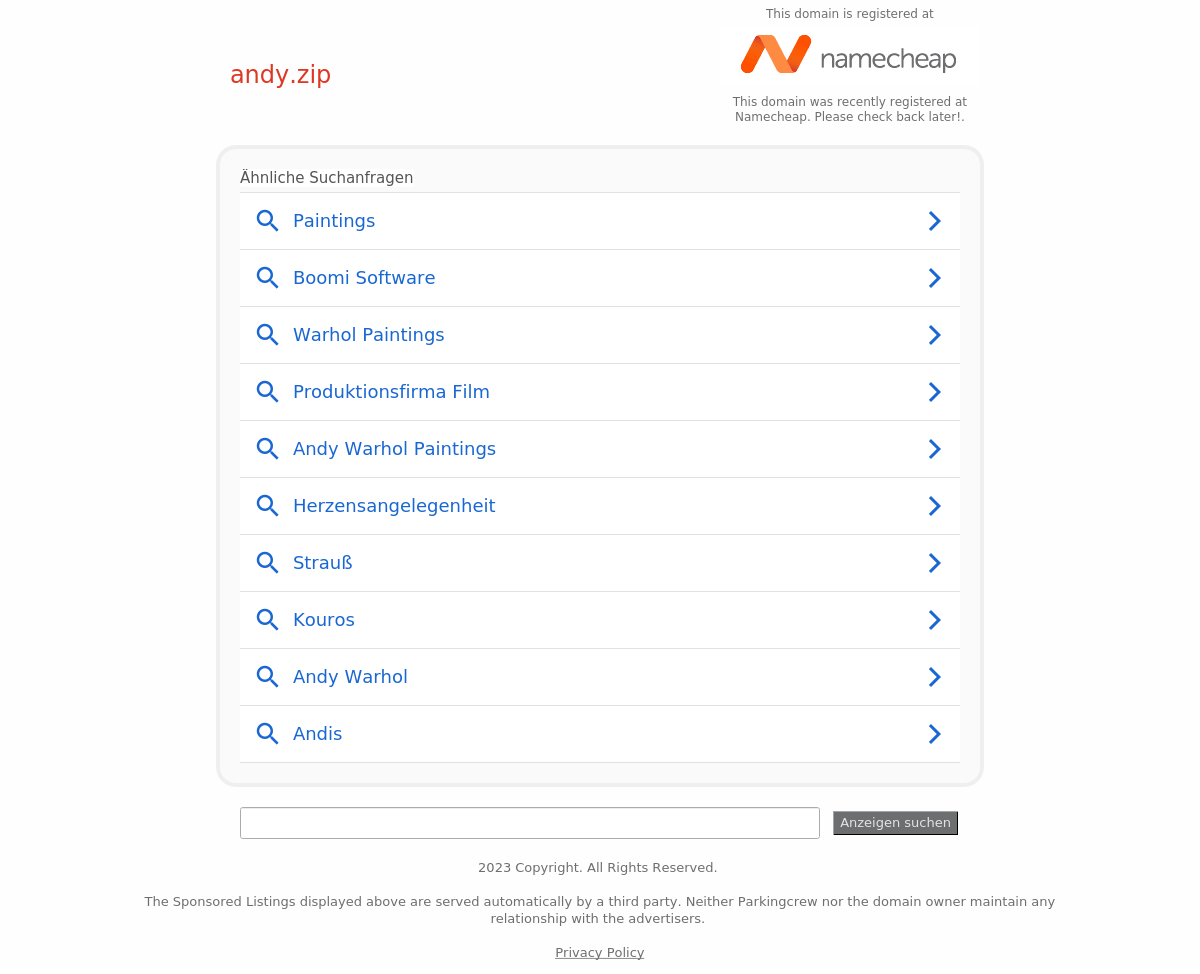 This domain is registered at
namecheap
andy.zip
This domain was recently registered at
Namecheap. Please check back later!.
Ähnliche Suchanfragen
Paintings
Boomi Software
Warhol Paintings
Produktionsfirma Film
Andy Warhol Paintings
Herzensangelegenheit
Strauß
Kouros
Andy Warhol
Andis
Anzeigen suchen
2023 Copyright. All Rights Reserved.
The Sponsored Listings displayed above are served automatically by a third party. Neither Parkingcrew nor the domain owner maintain any
relationship with the advertisers.
Privacy Policy